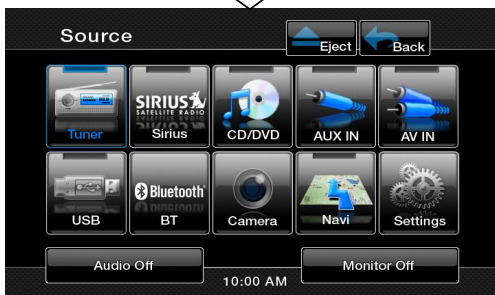 Source
Eject
Back
Tuner
SIRIUS
SATELLITE RADIO
Sirius
CD/DVD
AUX IN
AV IN
USB
Bluetooth
BT
Camera
Navi
Settings
Audio Off
10:00 AM
Monitor Off